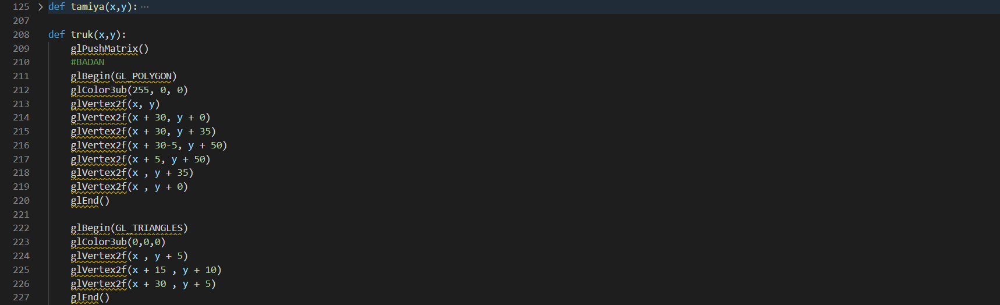 125 > def tamiya(x,y): ···
207
208 def truk(x,y):
209     glPushMatrix()
210     #BADAN
211     glBegin(GL_POLYGON)
212     glColor3ub(255, 0, 0)
213     glVertex2f(x, y)
214     glVertex2f(x + 30, y + 0)
215     glVertex2f(x + 30, y + 35)
216     glVertex2f(x + 30-5, y + 50)
217     glVertex2f(x + 5, y + 50)
218     glVertex2f(x , y + 35)
219     glVertex2f(x , y + 0)
220     glEnd()
221
222     glBegin(GL_TRIANGLES)
223     glColor3ub(0,0,0)
224     glVertex2f(x , y + 5)
225     glVertex2f(x + 15 , y + 10)
226     glVertex2f(x + 30 , y + 5)
227     glEnd()